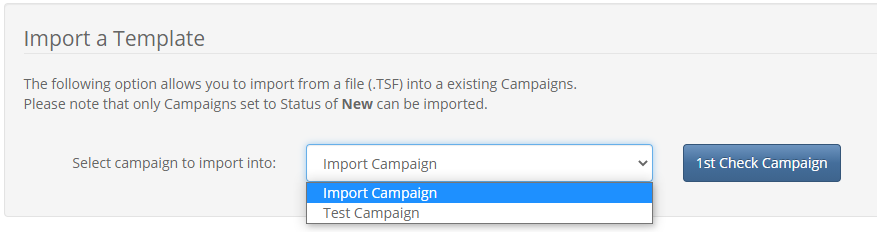 Import a Template
The following option allows you to import from a file (.TSF) into a existing Campaigns.
Please note that only Campaigns set to Status of New can be imported.
Select campaign to import into: Import Campaign 1st Check Campaign
Import Campaign
Test Campaign